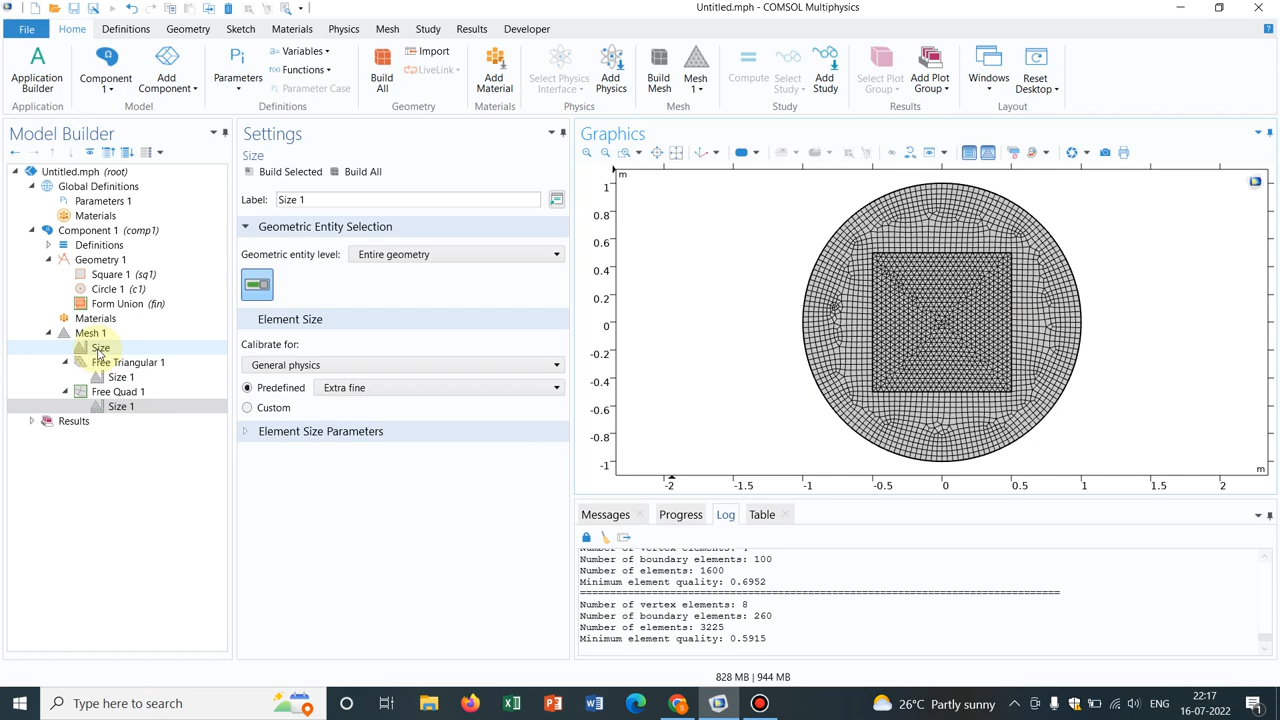 Untitled.mph - COMSOL Multiphysics
File Home Definitions Geometry Sketch Materials Physics Mesh Study Results Developer
Application Builder
Component 1
Add Component
Parameters
a= Variables
f(x) Functions
Pi Parameter Case
Build All
Import
LiveLink
Add Material
Select Physics Interface
Add Physics
Build Mesh
Mesh 1
Compute
Select Study
Add Study
Select Plot Group
Add Plot Group
Windows
Reset Desktop
Application Model Definitions Geometry Materials Physics Mesh Study Results Layout
Model Builder
Untitled.mph (root)
Global Definitions
Parameters 1
Materials
Component 1 (comp1)
Definitions
Geometry 1
Square 1 (sq1)
Circle 1 (c1)
Form Union (fin)
Materials
Mesh 1
Size
Free Triangular 1
Size 1
Free Quad 1
Size 1
Results
Settings
Size
Build Selected Build All
Label: Size 1
Geometric Entity Selection
Geometric entity level: Entire geometry
Element Size
Calibrate for:
General physics
Predefined Extra fine
Custom
Element Size Parameters
Graphics
m
1
0.8
0.6
0.4
0.2
0
-0.2
-0.4
-0.6
-0.8
-1
m
-2 -1.5 -1 -0.5 0 0.5 1 1.5 2
Messages Progress Log Table
Number of boundary elements: 100
Number of elements: 1600
Minimum element quality: 0.6952
Number of vertex elements: 8
Number of boundary elements: 260
Number of elements: 3225
Minimum element quality: 0.5915
828 MB | 944 MB
Type here to search
26°C Partly sunny
ENG
22:17
16-07-2022